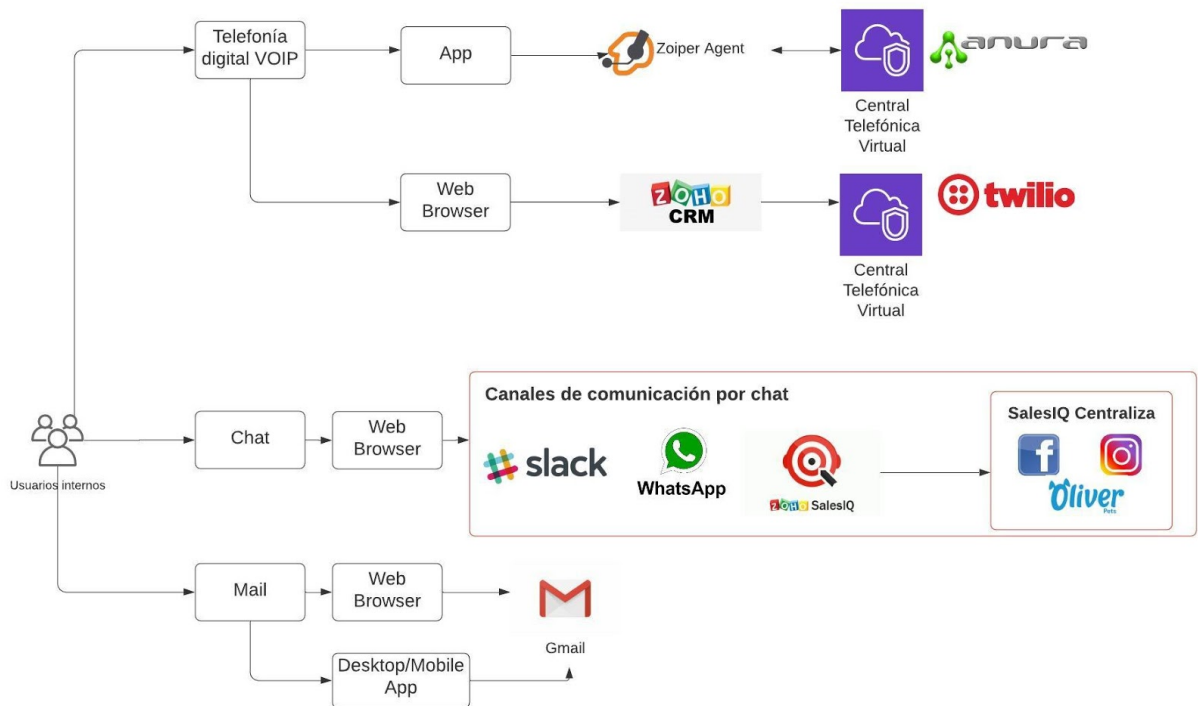 Telefonía
digital VOIP
App
Zoiper Agent
anura
Central
Telefónica
Virtual
Web
Browser
ZOHO
CRM
twilio
Central
Telefónica
Virtual
Usuarios internos
Chat
Web
Browser
Canales de comunicación por chat
slack
WhatsApp
ZOHO SalesIQ
SalesIQ Centraliza
f
Oliver
Pets
Mail
Web
Browser
Gmail
Desktop/Mobile
App